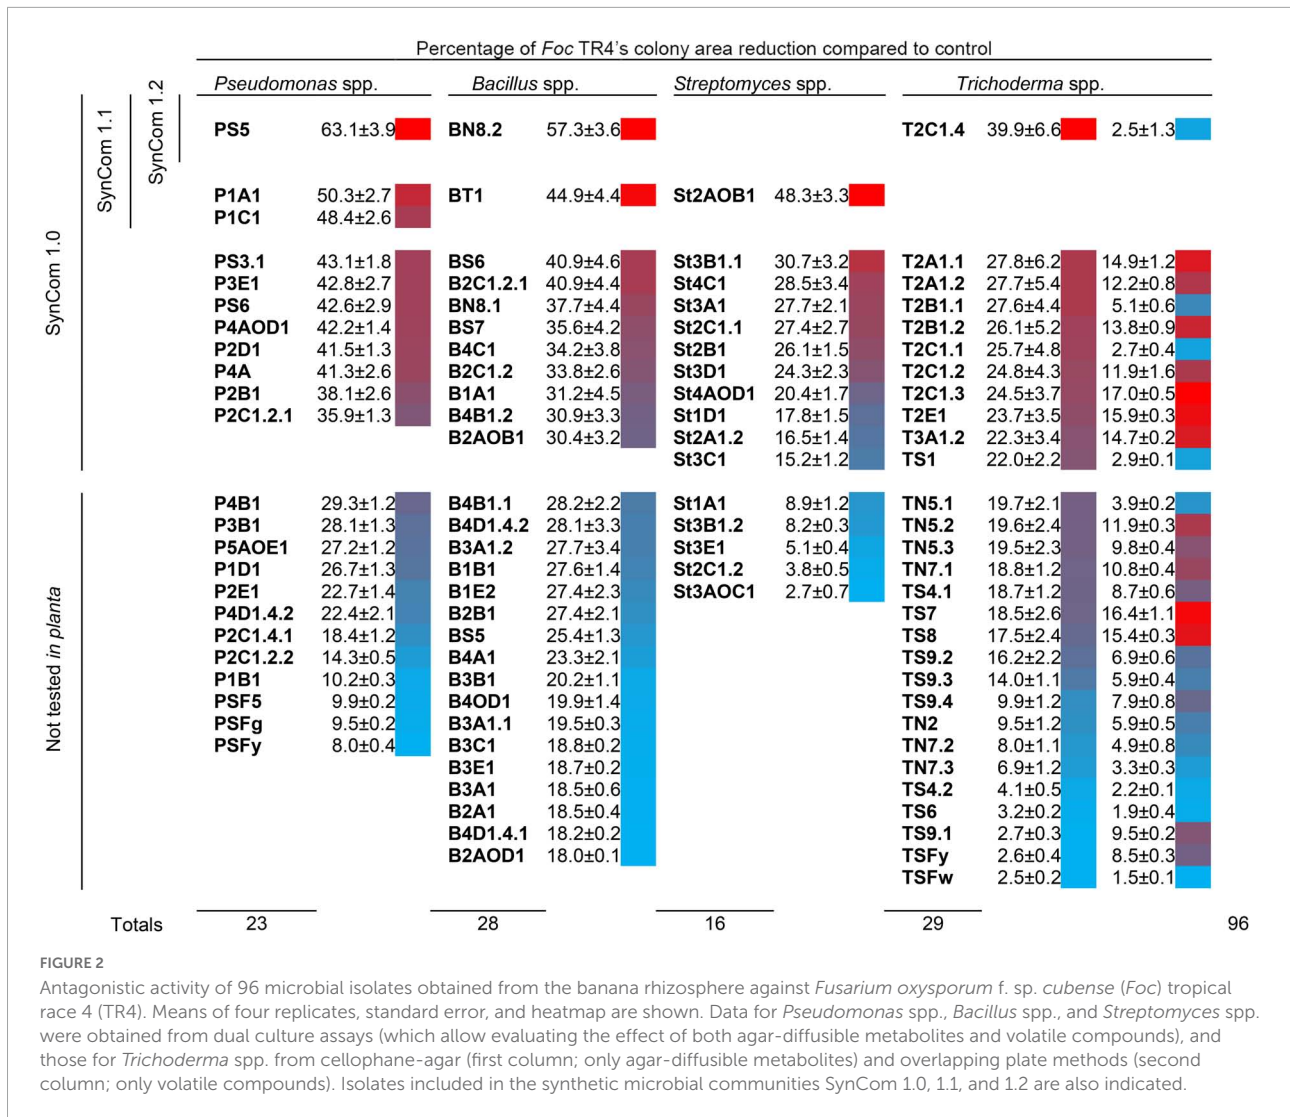 Percentage of Foc TR4's colony area reduction compared to control
Pseudomonas spp. Bacillus spp. Streptomyces spp. Trichoderma spp.
SynCom 1.0
SynCom 1.1
SynCom 1.2
PS5 63.1±3.9 BN8.2 57.3±3.6 T2C1.4 39.9±6.6 2.5±1.3
P1A1 50.3±2.7 BT1 44.9±4.4 St2AOB1 48.3±3.3
P1C1 48.4±2.6
PS3.1 43.1±1.8 BS6 40.9±4.6 St3B1.1 30.7±3.2 T2A1.1 27.8±6.2 14.9±1.2
P3E1 42.8±2.7 B2C1.2.1 40.9±4.4 St4C1 28.5±3.4 T2A1.2 27.7±5.4 12.2±0.8
PS6 42.6±2.9 BN8.1 37.7±4.4 St3A1 27.7±2.1 T2B1.1 27.6±4.4 5.1±0.6
P4AOD1 42.2±1.4 BS7 35.6±4.2 St2C1.1 27.4±2.7 T2B1.2 26.1±5.2 13.8±0.9
P2D1 41.5±1.3 B4C1 34.2±3.8 St2B1 26.1±1.5 T2C1.1 25.7±4.8 2.7±0.4
P4A 41.3±2.6 B2C1.2 33.8±2.6 St3D1 24.3±2.3 T2C1.2 24.8±4.3 11.9±1.6
P2B1 38.1±2.6 B1A1 31.2±4.5 St4AOD1 20.4±1.7 T2C1.3 24.5±3.7 17.0±0.5
P2C1.2.1 35.9±1.3 B4B1.2 30.9±3.3 St1D1 17.8±1.5 T2E1 23.7±3.5 15.9±0.3
B2AOB1 30.4±3.2 St2A1.2 16.5±1.4 T3A1.2 22.3±3.4 14.7±0.2
St3C1 15.2±1.2 TS1 22.0±2.2 2.9±0.1
Not tested in planta
P4B1 29.3±1.2 B4B1.1 28.2±2.2 St1A1 8.9±1.2 TN5.1 19.7±2.1 3.9±0.2
P3B1 28.1±1.3 B4D1.4.2 28.1±3.3 St3B1.2 8.2±0.3 TN5.2 19.6±2.4 11.9±0.3
P5AOE1 27.2±1.2 B3A1.2 27.7±3.4 St3E1 5.1±0.4 TN5.3 19.5±2.3 9.8±0.4
P1D1 26.7±1.3 B1B1 27.6±1.4 St2C1.2 3.8±0.5 TN7.1 18.8±1.2 10.8±0.4
P2E1 22.7±1.4 B1E2 27.4±2.3 St3AOC1 2.7±0.7 TS4.1 18.7±1.2 8.7±0.6
P4D1.4.2 22.4±2.1 B2B1 27.4±2.1 TS7 18.5±2.6 16.4±1.1
P2C1.4.1 18.4±1.2 BS5 25.4±1.3 TS8 17.5±2.4 15.4±0.3
P2C1.2.2 14.3±0.5 B4A1 23.3±2.1 TS9.2 16.2±2.2 6.9±0.6
P1B1 10.2±0.3 B3B1 20.2±1.1 TS9.3 14.0±1.1 5.9±0.4
PSF5 9.9±0.2 B4OD1 19.9±1.4 TS9.4 9.9±1.2 7.9±0.8
PSFg 9.5±0.2 B3A1.1 19.5±0.3 TN2 9.5±1.2 5.9±0.5
PSFy 8.0±0.4 B3C1 18.8±0.2 TN7.2 8.0±1.1 4.9±0.8
B3E1 18.7±0.2 TN7.3 6.9±1.2 3.3±0.3
B3A1 18.5±0.6 TS4.2 4.1±0.5 2.2±0.1
B2A1 18.5±0.4 TS6 3.2±0.2 1.9±0.4
B4D1.4.1 18.2±0.2 TS9.1 2.7±0.3 9.5±0.2
B2AOD1 18.0±0.1 TSFy 2.6±0.4 8.5±0.3
TSFw 2.5±0.2 1.5±0.1
Totals 23 28 16 29 96
FIGURE 2
Antagonistic activity of 96 microbial isolates obtained from the banana rhizosphere against Fusarium oxysporum f. sp. cubense (Foc) tropical
race 4 (TR4). Means of four replicates, standard error, and heatmap are shown. Data for Pseudomonas spp., Bacillus spp., and Streptomyces spp.
were obtained from dual culture assays (which allow evaluating the effect of both agar-diffusible metabolites and volatile compounds), and
those for Trichoderma spp. from cellophane-agar (first column; only agar-diffusible metabolites) and overlapping plate methods (second
column; only volatile compounds). Isolates included in the synthetic microbial communities SynCom 1.0, 1.1, and 1.2 are also indicated.